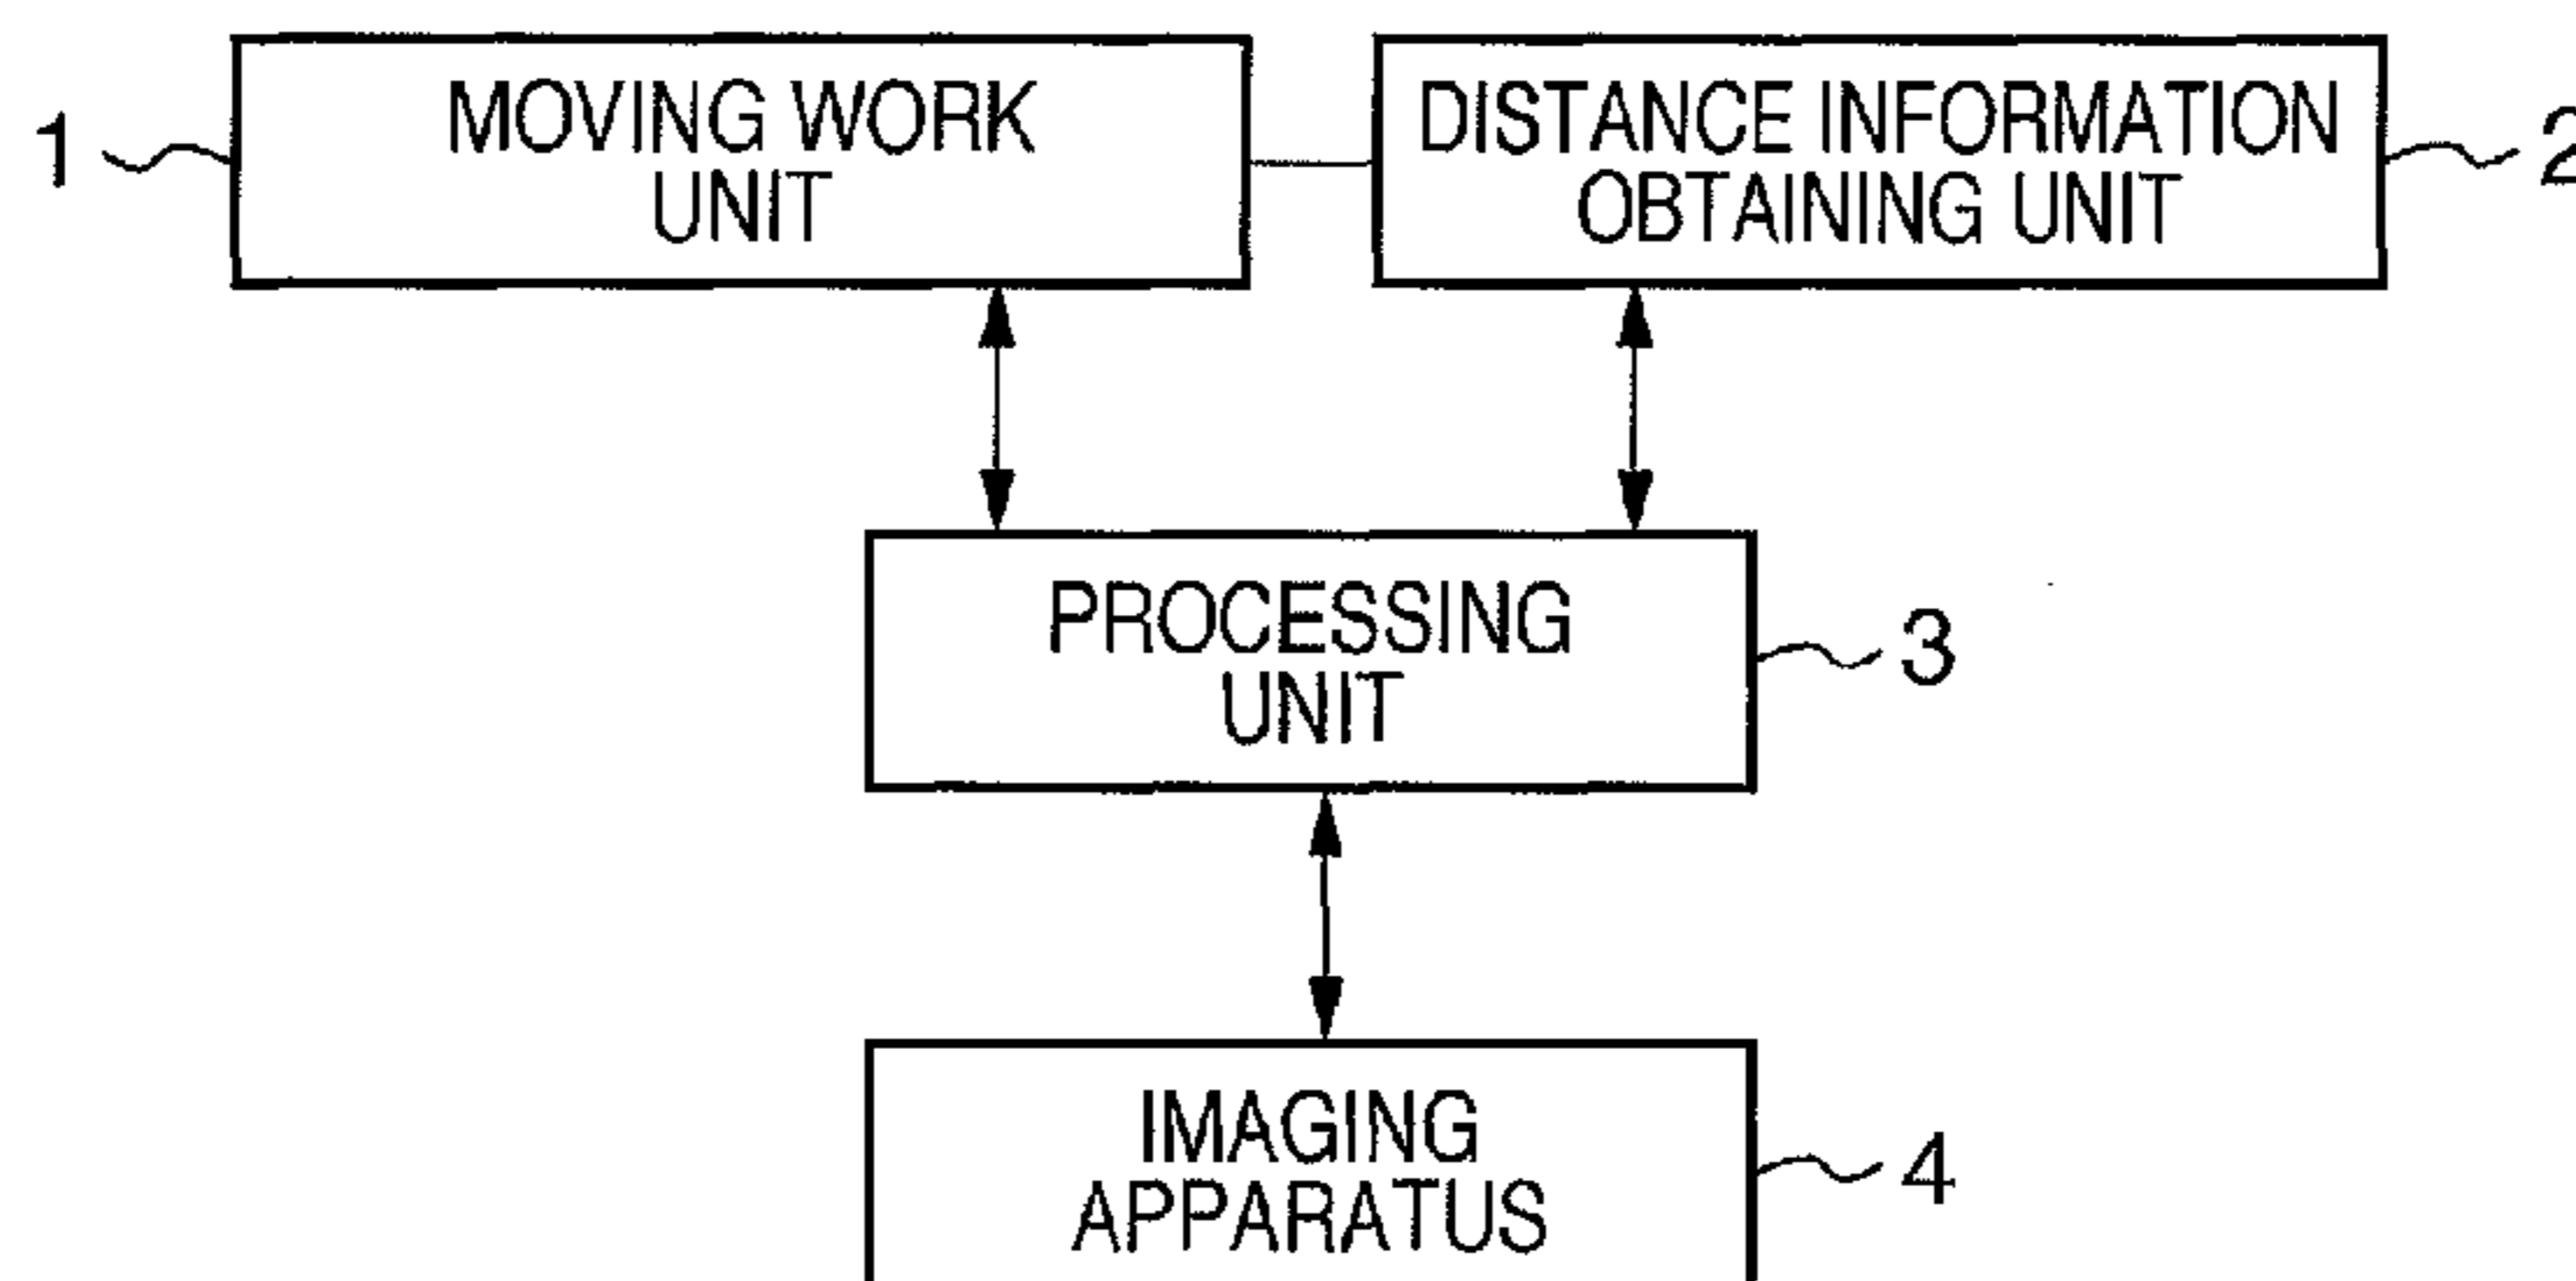 1
MOVING WORK
UNIT
DISTANCE INFORMATION
OBTAINING UNIT
2
PROCESSING
UNIT
3
IMAGING
APPARATUS
4